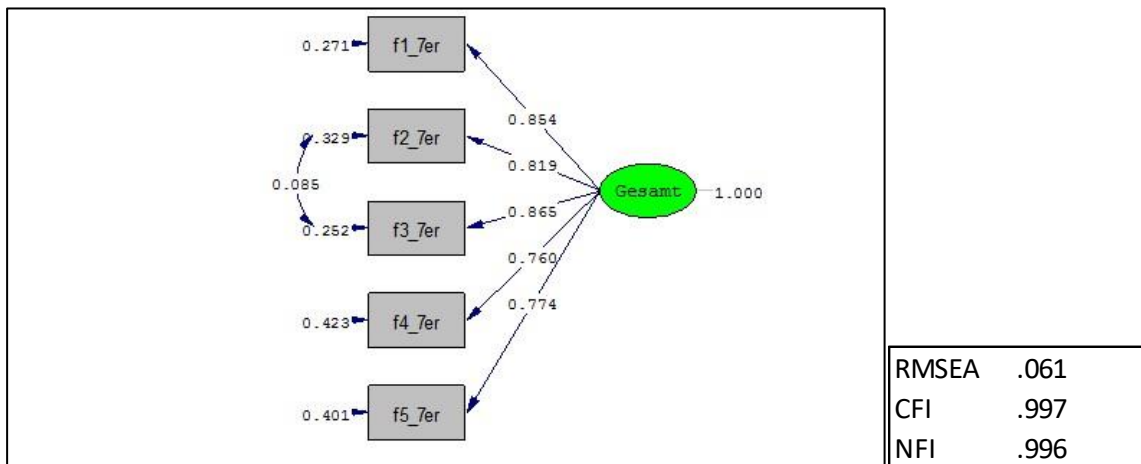 0.271 f1_7er
0.854
0.329 f2_7er
0.819
0.085
Gesamt 1.000
0.865
0.252 f3_7er
0.760
0.774
0.423 f4_7er
0.401 f5_7er
RMSEA .061
CFI .997
NFI .996